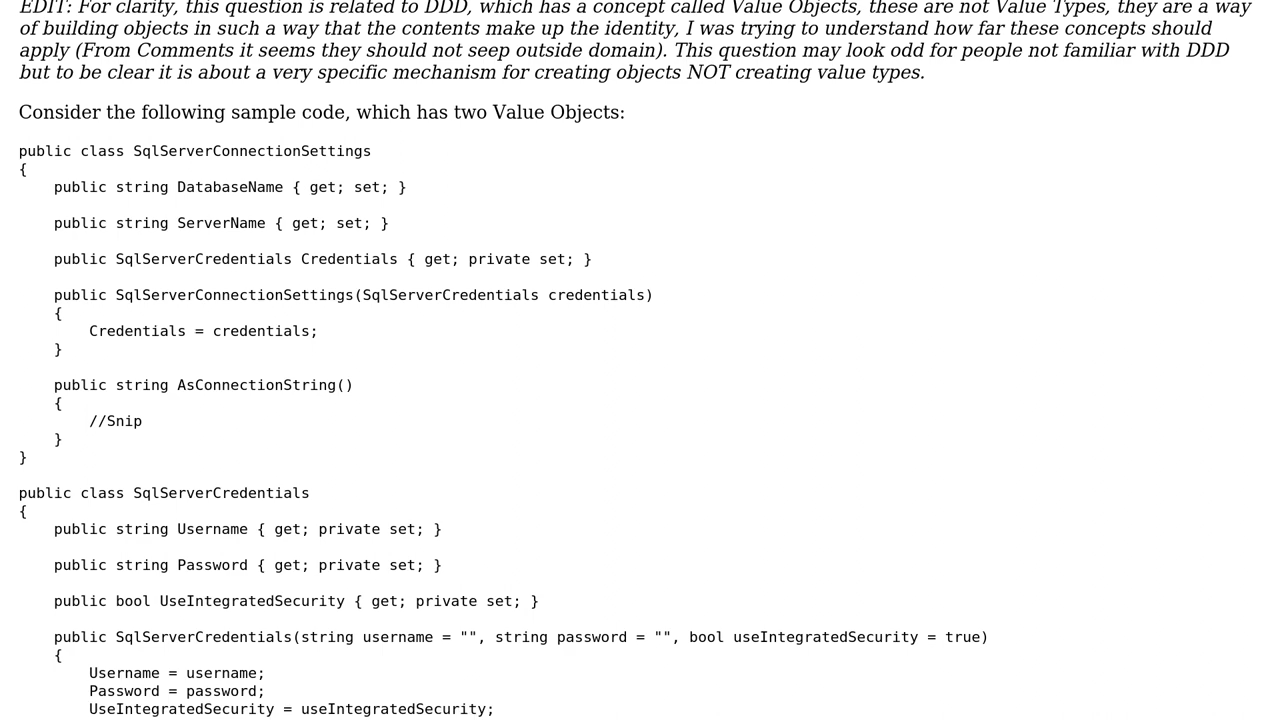 EDIT: For clarity, this question is related to DDD, which has a concept called Value Objects, these are not Value Types, they are a way
of building objects in such a way that the contents make up the identity, I was trying to understand how far these concepts should
apply (From Comments it seems they should not seep outside domain). This question may look odd for people not familiar with DDD
but to be clear it is about a very specific mechanism for creating objects NOT creating value types.
Consider the following sample code, which has two Value Objects:
public class SqlServerConnectionSettings
{
    public string DatabaseName { get; set; }
    public string ServerName { get; set; }
    public SqlServerCredentials Credentials { get; private set; }
    public SqlServerConnectionSettings(SqlServerCredentials credentials)
    {
        Credentials = credentials;
    }
    public string AsConnectionString()
    {
        //Snip
    }
}
public class SqlServerCredentials
{
    public string Username { get; private set; }
    public string Password { get; private set; }
    public bool UseIntegratedSecurity { get; private set; }
    public SqlServerCredentials(string username = "", string password = "", bool useIntegratedSecurity = true)
    {
        Username = username;
        Password = password;
        UseIntegratedSecurity = useIntegratedSecurity;